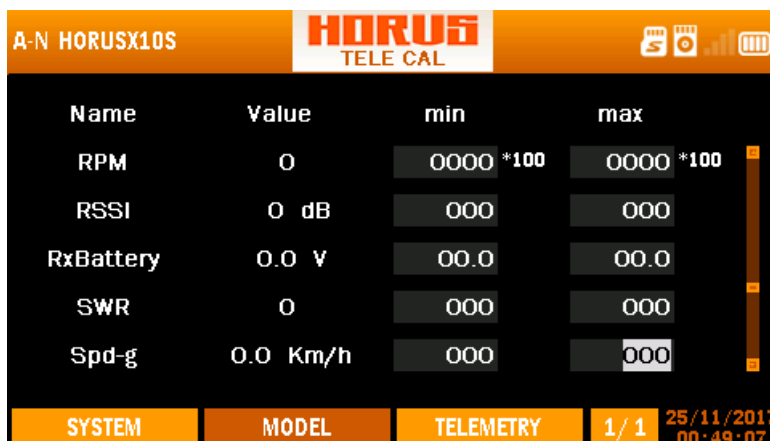 A-N HORUSX10S
HORUS
TELE CAL
Name Value min max
RPM 0 0000 *100 0000 *100
RSSI 0 dB 000 000
RxBattery 0.0 V 00.0 00.0
SWR 0 000 000
Spd-g 0.0 Km/h 000 000
SYSTEM MODEL TELEMETRY 1/1 25/11/2017
00:49:07